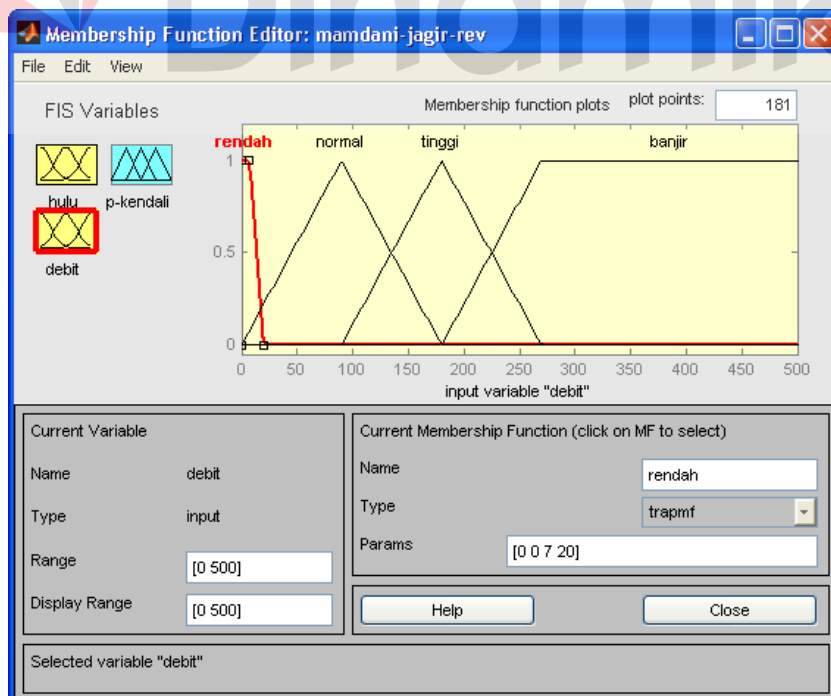 Dinamik
Membership Function Editor: mamdani-jagir-rev
File Edit View
FIS Variables
Membership function plots
plot points:
181
hulu
p-kendali
debit
rendah
normal
tinggi
banjir
1
0.5
0
0 50 100 150 200 250 300 350 400 450 500
input variable "debit"
Current Variable
Name debit
Type input
Range [0 500]
Display Range [0 500]
Current Membership Function (click on MF to select)
Name rendah
Type trapmf
Params [0 0 7 20]
Help
Close
Selected variable "debit"